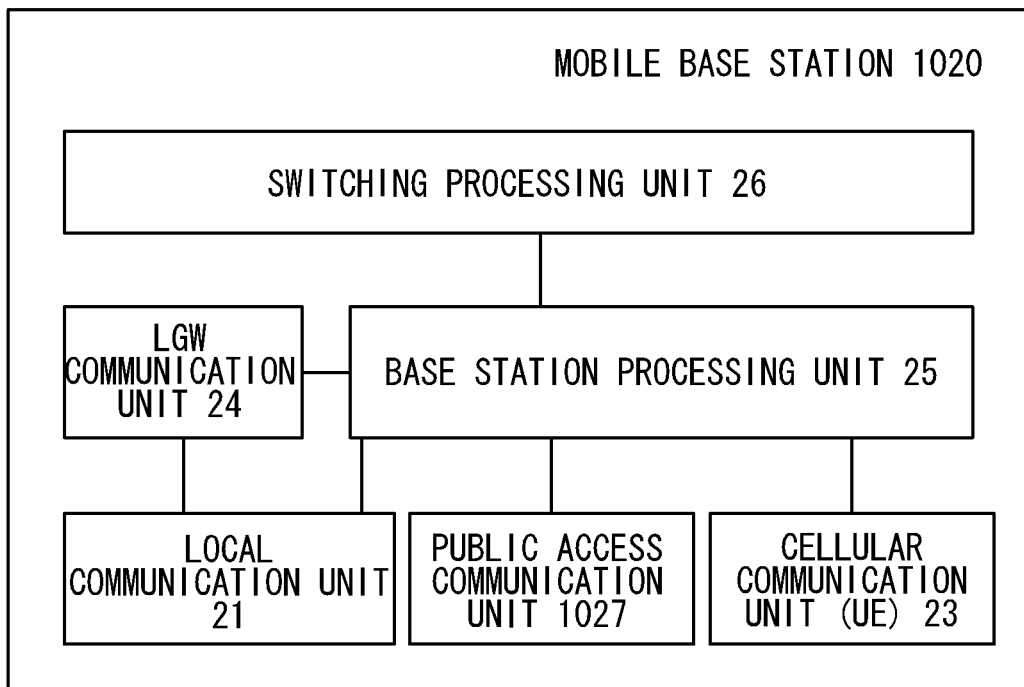 MOBILE BASE STATION 1020
SWITCHING PROCESSING UNIT 26
LGW
COMMUNICATION
UNIT 24
BASE STATION PROCESSING UNIT 25
LOCAL
COMMUNICATION UNIT
21
PUBLIC ACCESS
COMMUNICATION
UNIT 1027
CELLULAR
COMMUNICATION
UNIT (UE) 23